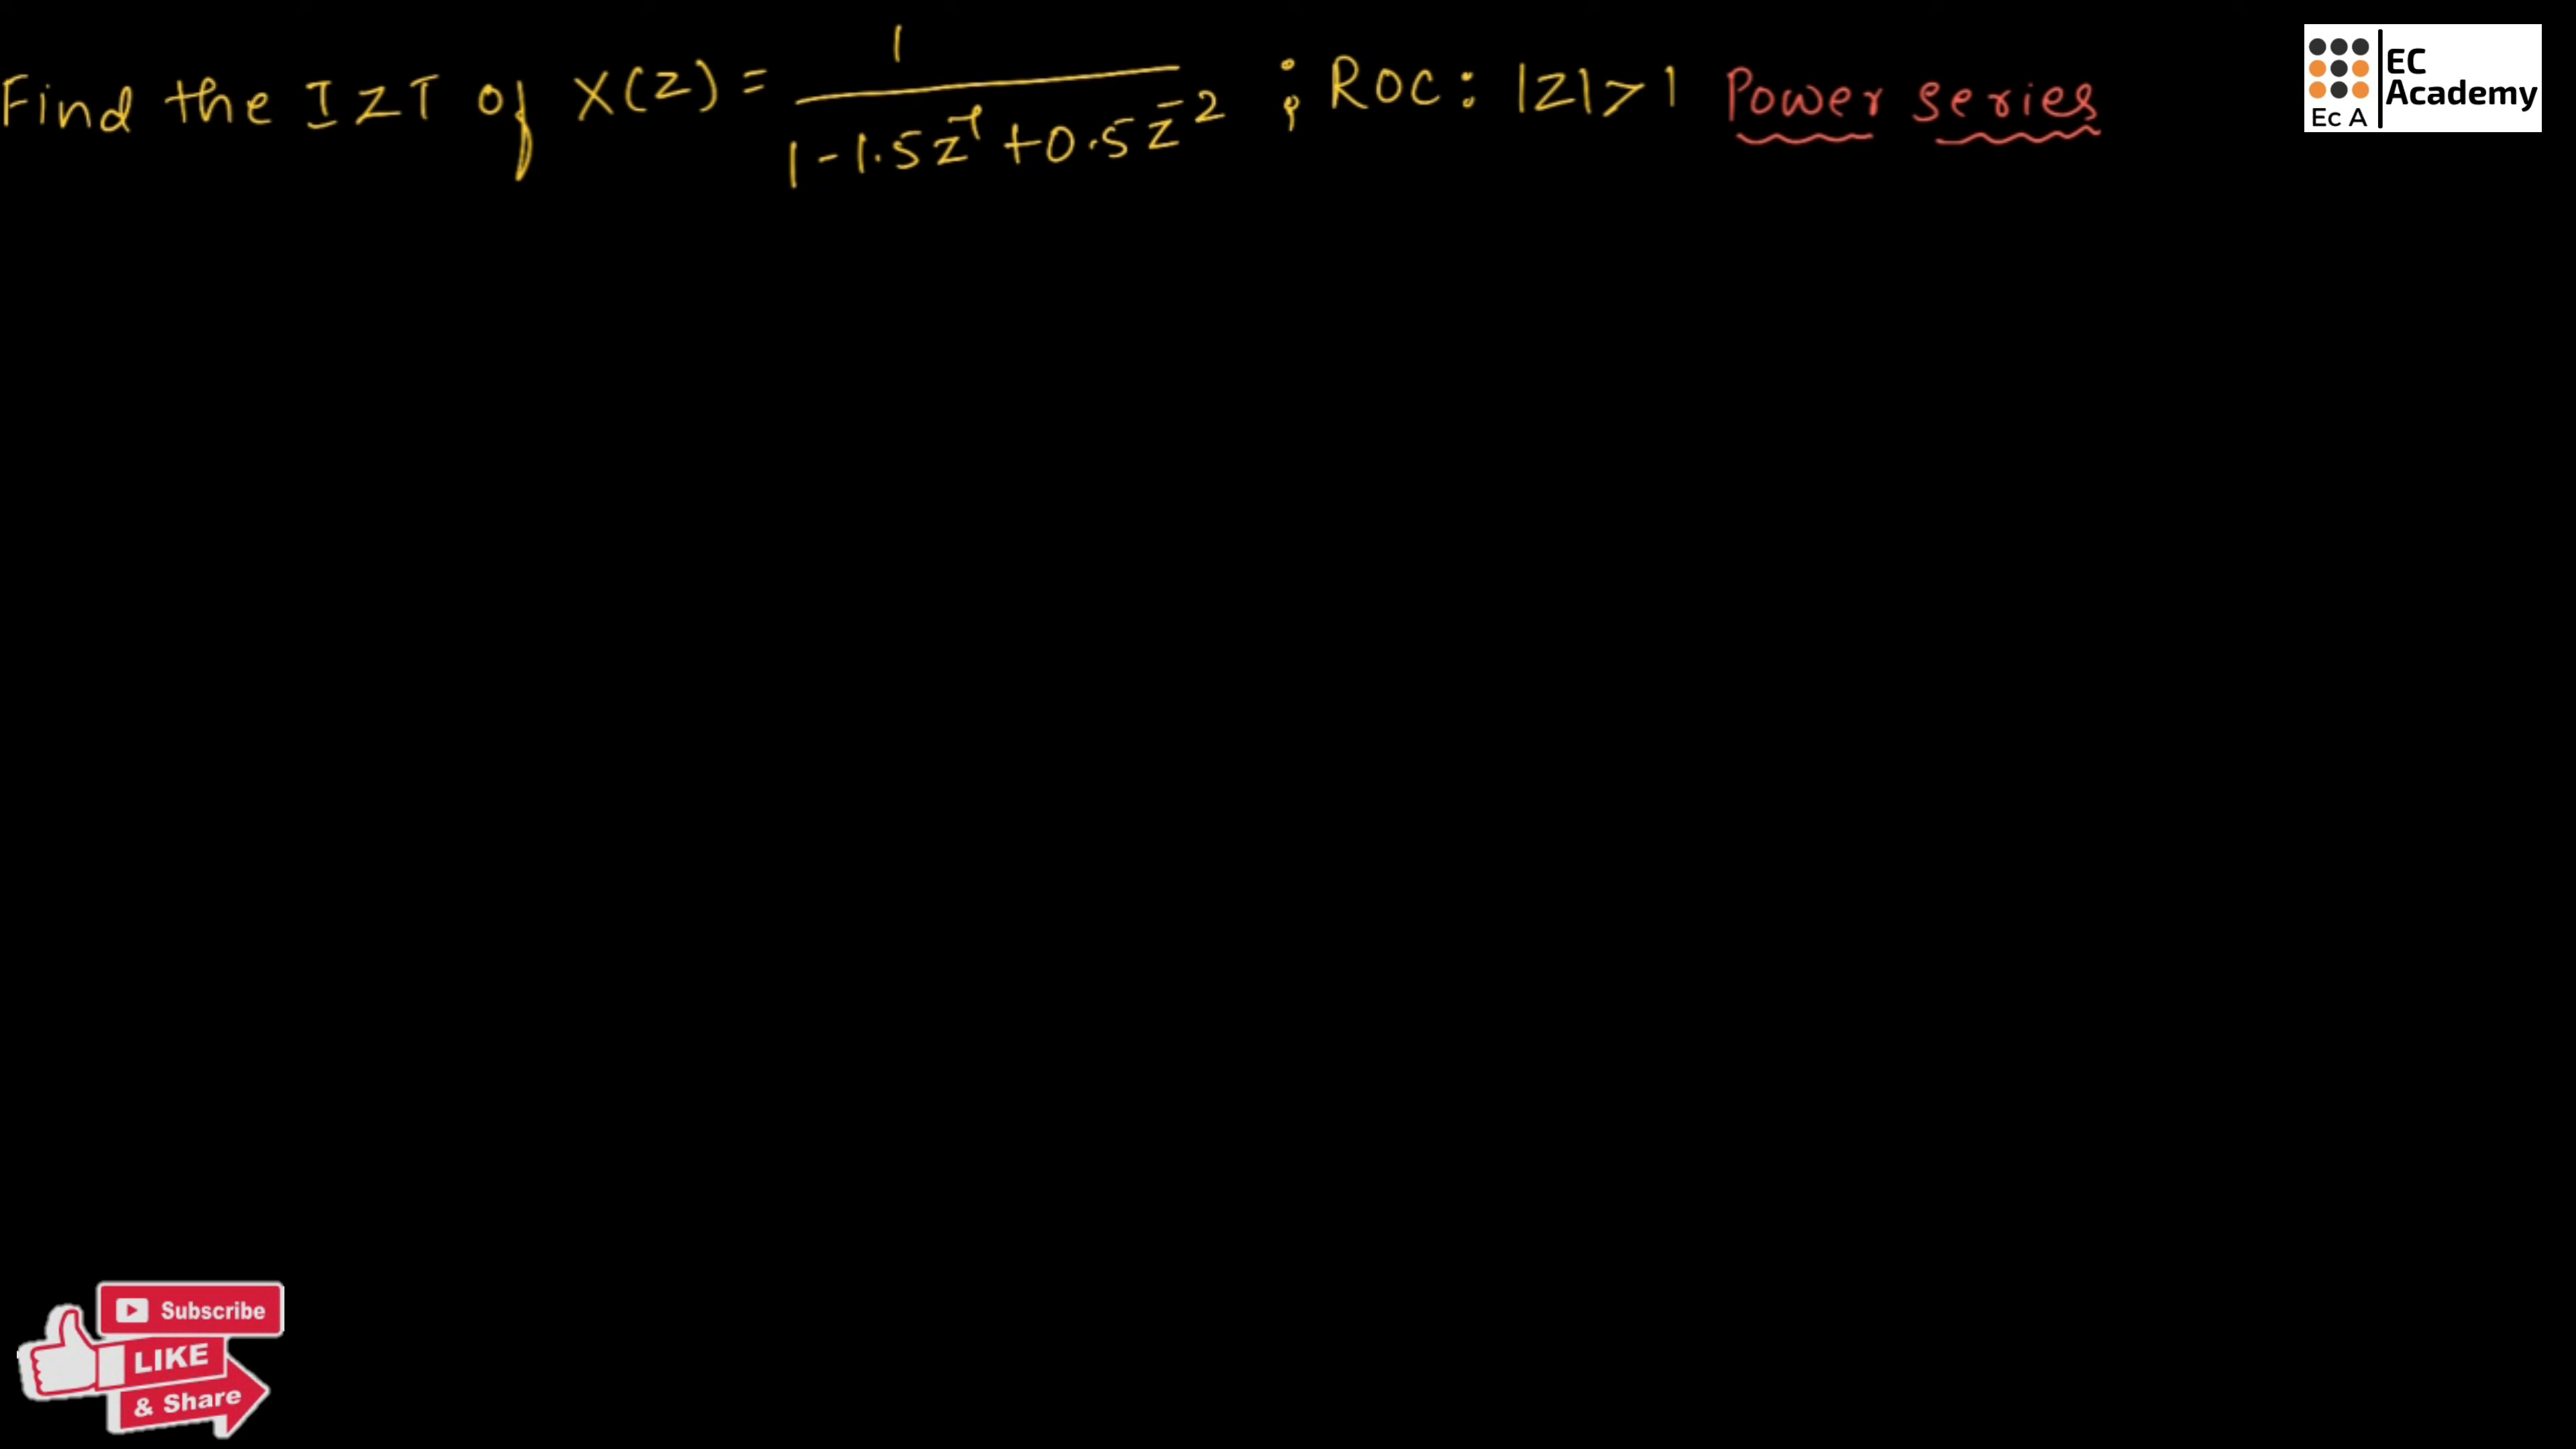 Find the IZT of X(z) = 1 / (1 - 1.5z⁻¹ + 0.5z⁻²) ; ROC: |z| > 1 Power series
EC
Academy
Ec A
Subscribe
LIKE
& Share